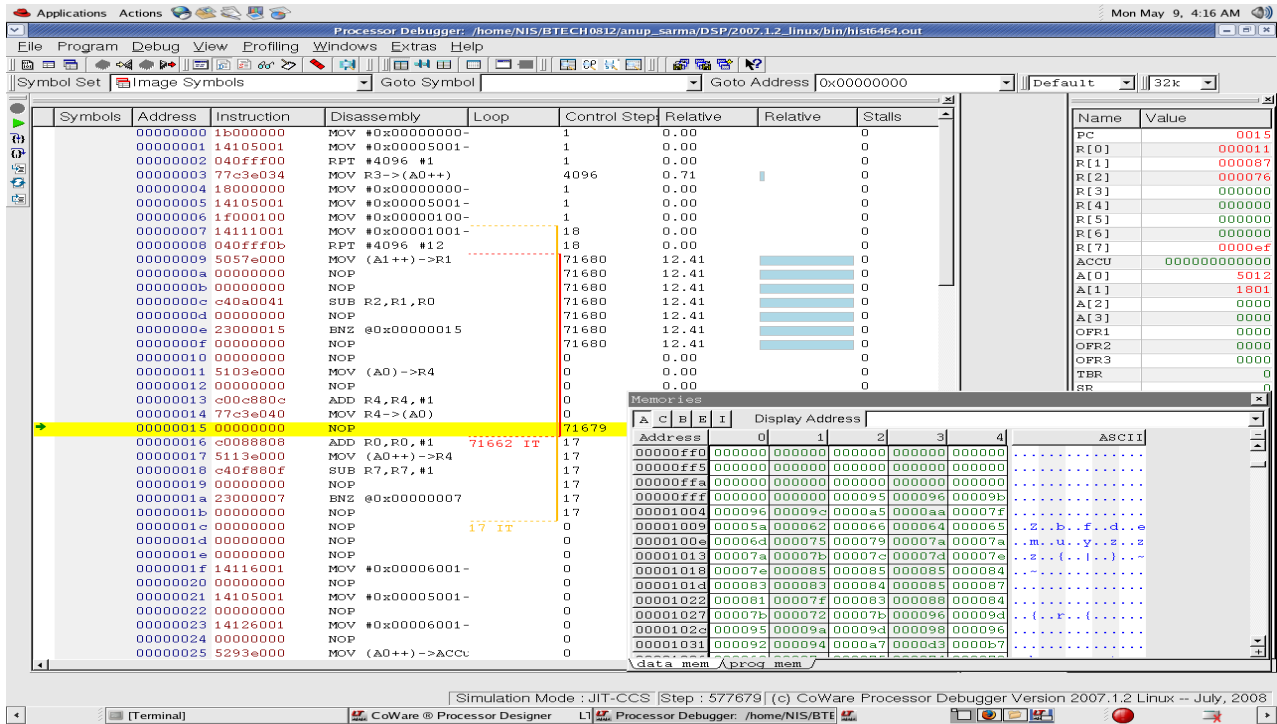 Applications Actions Mon May 9, 4:16 AM
Processor Debugger: /home/NIS/BTECH0812/anup_sarma/DSP/2007.1.2_linux/bin/hist6464.out
File Program Debug View Profiling Windows Extras Help
Symbol Set Image Symbols Goto Symbol Goto Address 0x00000000 Default 32k
Symbols Address Instruction Disassembly Loop Control Step: Relative Relative Stalls
00000000 1b000000 MOV #0x00000000- 1 0.00 0
00000001 14105001 MOV #0x00005001- 1 0.00 0
00000002 040fff00 RPT #4096 #1 1 0.00 0
00000003 77c3e034 MOV R3->(A0++) 4096 0.71 0
00000004 18000000 MOV #0x00000000- 1 0.00 0
00000005 14105001 MOV #0x00005001- 1 0.00 0
00000006 1f000100 MOV #0x00000100- 1 0.00 0
00000007 14111001 MOV #0x00001001- 18 0.00 0
00000008 040fff0b RPT #4096 #12 18 0.00 0
00000009 5057e000 MOV (A1++)->R1 71680 12.41 0
0000000a 00000000 NOP 71680 12.41 0
0000000b 00000000 NOP 71680 12.41 0
0000000c c40a0041 SUB R2,R1,R0 71680 12.41 0
0000000d 00000000 NOP 71680 12.41 0
0000000e 23000015 BNZ @0x00000015 71680 12.41 0
0000000f 00000000 NOP 71680 12.41 0
00000010 00000000 NOP 0 0.00 0
00000011 5103e000 MOV (A0)->R4 0 0.00 0
00000012 00000000 NOP 0 0.00 0
00000013 c00c880c ADD R4,R4,#1 0
00000014 77c3e040 MOV R4->(A0) 0
00000015 00000000 NOP 71679
00000016 c0088808 ADD R0,R0,#1 71662 IT 17
00000017 5113e000 MOV (A0++)->R4 17
00000018 c40f880f SUB R7,R7,#1 17
00000019 00000000 NOP 17
0000001a 23000007 BNZ @0x00000007 17
0000001b 00000000 NOP 17
0000001c 00000000 NOP 17 IT 0
0000001d 00000000 NOP 0
0000001e 00000000 NOP 0
0000001f 14116001 MOV #0x00006001- 0
00000020 00000000 NOP 0
00000021 14105001 MOV #0x00005001- 0
00000022 00000000 NOP 0
00000023 14126001 MOV #0x00006001- 0
00000024 00000000 NOP 0
00000025 5293e000 MOV (A0++)->ACCU 0
Name Value
PC 0015
R[0] 000011
R[1] 000087
R[2] 000076
R[3] 000000
R[4] 000000
R[5] 000000
R[6] 000000
R[7] 0000ef
ACCU 000000000000
A[0] 5012
A[1] 1801
A[2] 0000
A[3] 0000
OFR1 0000
OFR2 0000
OFR3 0000
TBR 0
SR 0
Memories
A C B E I Display Address
Address 0 1 2 3 4 ASCII
00000ff0 000000 000000 000000 000000 000000 ...............
00000ff5 000000 000000 000000 000000 000000 ...............
00000ffa 000000 000000 000000 000000 000000 ...............
00000fff 000000 000000 000095 000096 00009b ...............
00001004 000096 00009c 0000a5 0000aa 00007f ...............
00001009 00005a 000062 000066 000064 000065 ..Z..b..f..d..e
0000100e 00006d 000075 000079 00007a 00007a ..m..u..y..z..z
00001013 00007a 00007b 00007c 00007d 00007e ..z..{..|..}..~
00001018 00007e 000085 000085 000085 000084 ..~............
0000101d 000083 000083 000084 000085 000087 ...............
00001022 000081 00007f 000083 000088 000084 ...............
00001027 00007b 000072 00007b 000096 00009d ..{..r..{......
0000102c 000095 00009a 00009d 000098 000096 ...............
00001031 000092 000094 0000a7 0000d3 0000b7 ...............
data mem prog mem
Simulation Mode : JIT-CCS Step : 577679 (c) CoWare Processor Debugger Version 2007.1.2 Linux -- July, 2008
[Terminal] CoWare ® Processor Designer Processor Debugger: /home/NIS/BTE